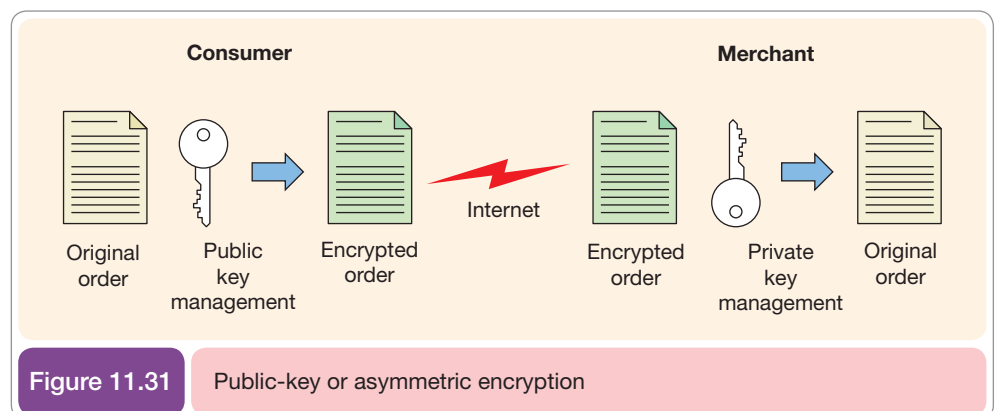 Consumer
Merchant
Original
order
Public
key
management
Encrypted
order
Internet
Encrypted
order
Private
key
management
Original
order
Figure 11.31
Public-key or asymmetric encryption